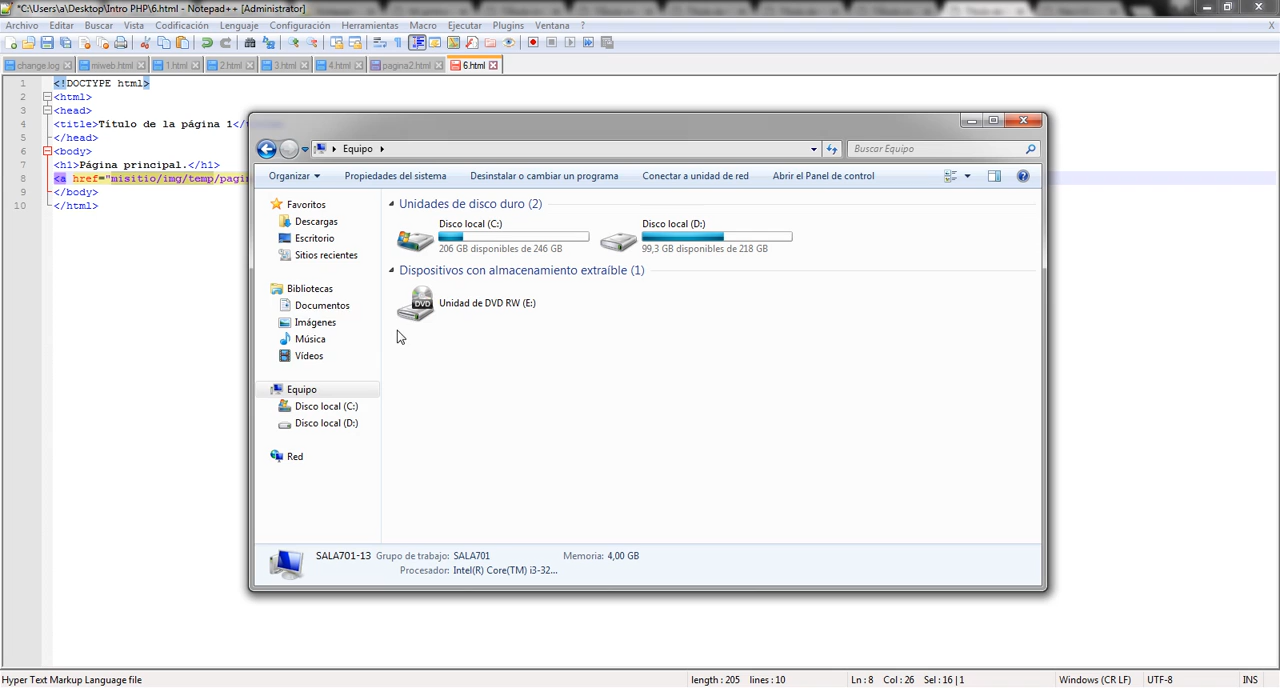 *C:\Users\a\Desktop\Intro PHP\6.html - Notepad++ [Administrator]
Archivo Editar Buscar Vista Codificación Lenguaje Configuración Herramientas Macro Ejecutar Plugins Ventana ? X
change.log miweb.html 1.html 2.html 3.html 4.html pagina2.html 6.html
1 <!DOCTYPE html>
2 <html>
3 <head>
4 <title>Título de la página 1</
5 </head>
6 <body>
7 <h1>Página principal.</h1>
8 <a href="misitio/img/temp/pagin
9 </body>
10 </html>
Equipo
Buscar Equipo
Organizar Propiedades del sistema Desinstalar o cambiar un programa Conectar a unidad de red Abrir el Panel de control
Favoritos
Descargas
Escritorio
Sitios recientes
Bibliotecas
Documentos
Imágenes
Música
Vídeos
Equipo
Disco local (C:)
Disco local (D:)
Red
Unidades de disco duro (2)
Disco local (C:)
206 GB disponibles de 246 GB
Disco local (D:)
99,3 GB disponibles de 218 GB
Dispositivos con almacenamiento extraíble (1)
DVD
Unidad de DVD RW (E:)
SALA701-13 Grupo de trabajo: SALA701 Memoria: 4,00 GB
Procesador: Intel(R) Core(TM) i3-32...
Hyper Text Markup Language file length : 205 lines : 10 Ln : 8 Col : 26 Sel : 16 | 1 Windows (CR LF) UTF-8 INS